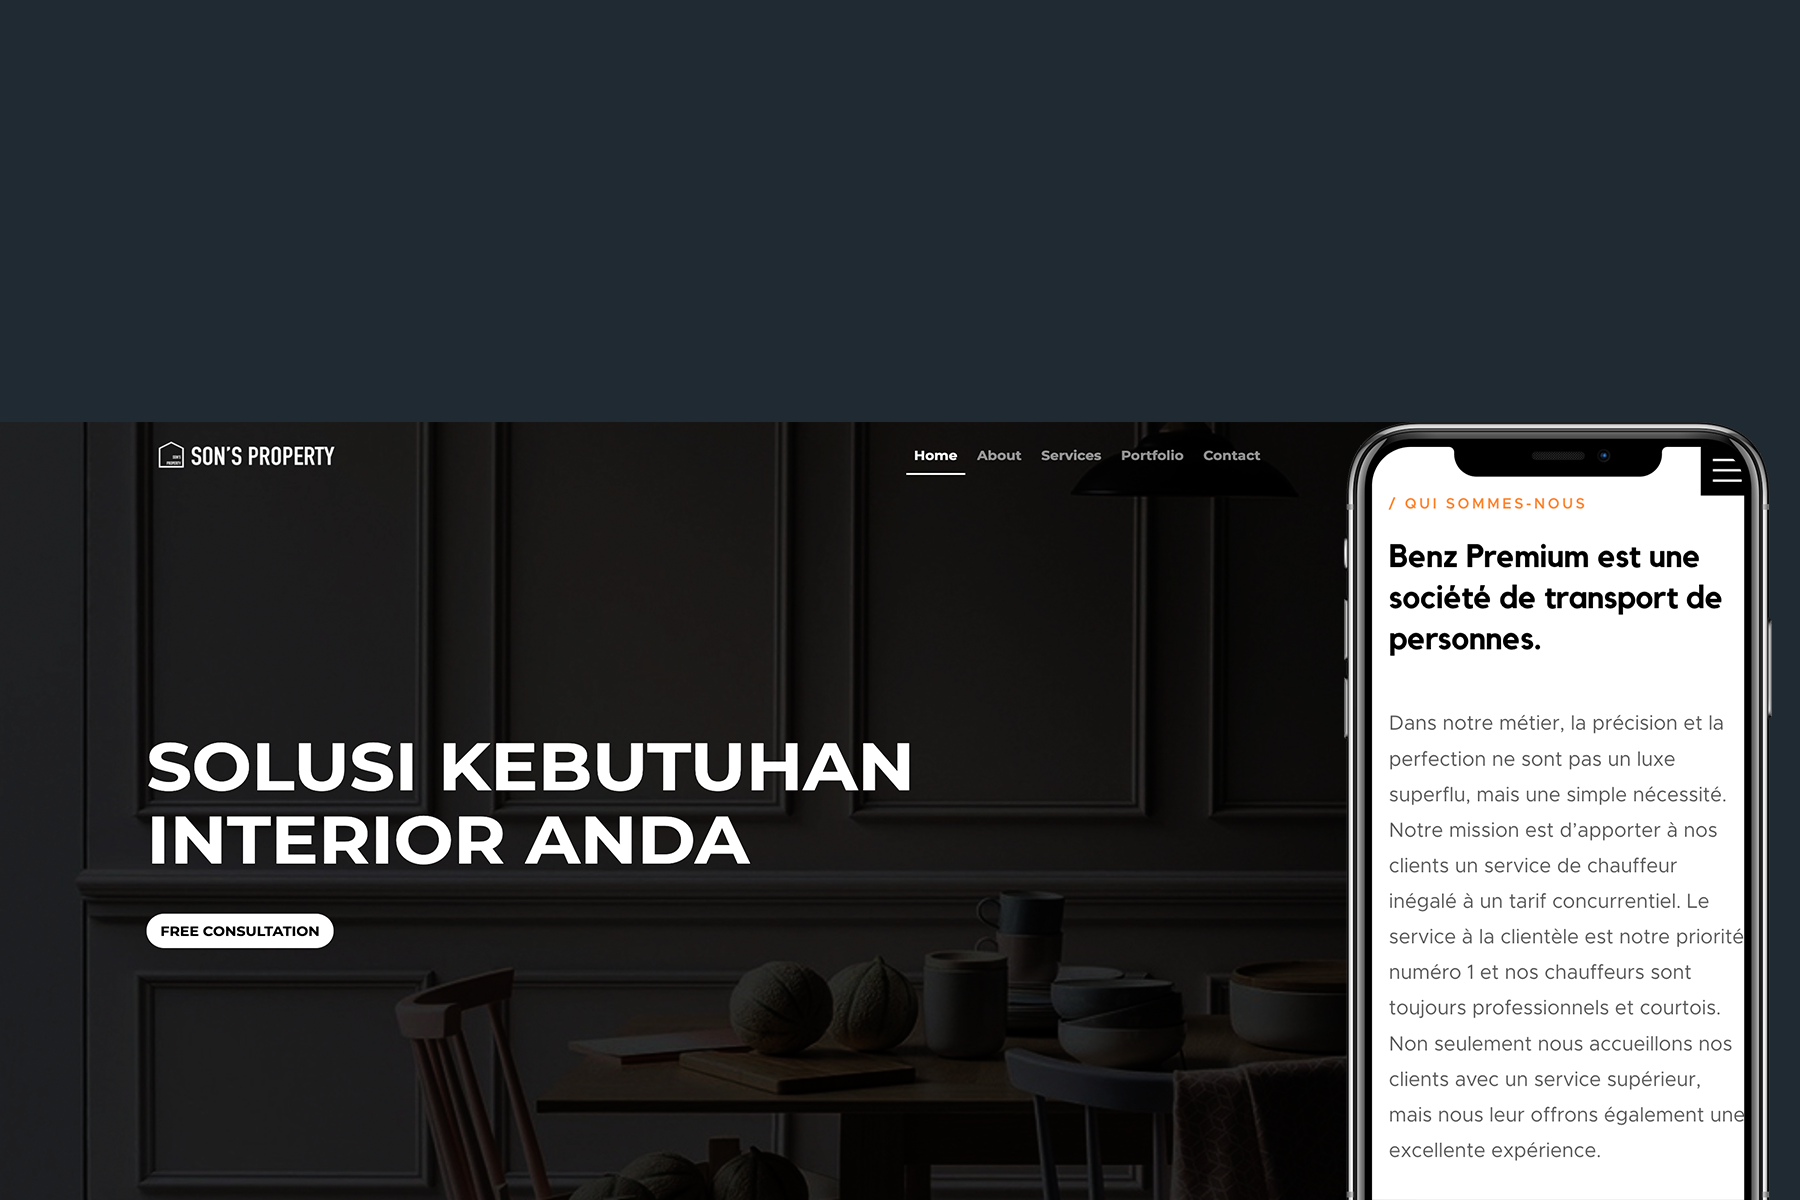 SON'S PROPERTY
SON'S PROPERTY
Home About Services Portfolio Contact
SOLUSI KEBUTUHAN
INTERIOR ANDA
FREE CONSULTATION
/ QUI SOMMES-NOUS
Benz Premium est une
société de transport de
personnes.
Dans notre métier, la précision et la
perfection ne sont pas un luxe
superflu, mais une simple nécessité.
Notre mission est d’apporter à nos
clients un service de chauffeur
inégalé à un tarif concurrentiel. Le
service à la clientèle est notre priorité
numéro 1 et nos chauffeurs sont
toujours professionnels et courtois.
Non seulement nous accueillons nos
clients avec un service supérieur,
mais nous leur offrons également une
excellente expérience.